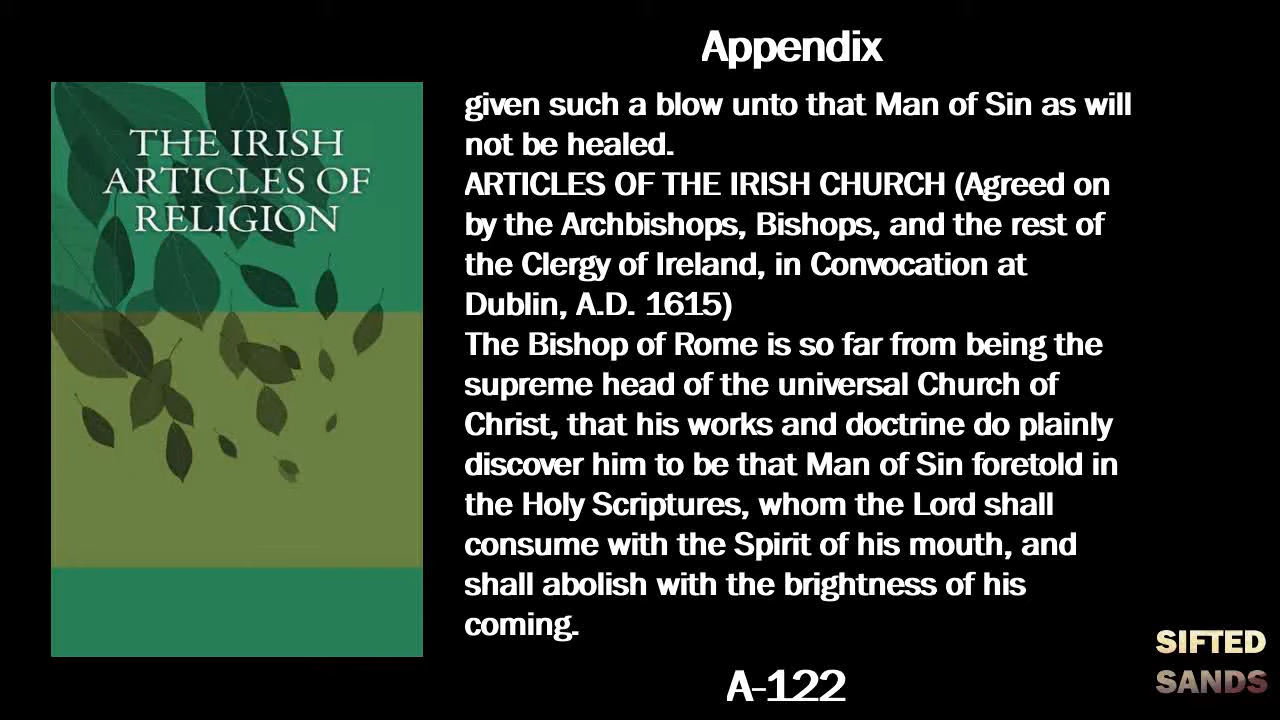 Appendix
THE IRISH
ARTICLES OF
RELIGION
given such a blow unto that Man of Sin as will
not be healed.
ARTICLES OF THE IRISH CHURCH (Agreed on
by the Archbishops, Bishops, and the rest of
the Clergy of Ireland, in Convocation at
Dublin, A.D. 1615)
The Bishop of Rome is so far from being the
supreme head of the universal Church of
Christ, that his works and doctrine do plainly
discover him to be that Man of Sin foretold in
the Holy Scriptures, whom the Lord shall
consume with the Spirit of his mouth, and
shall abolish with the brightness of his
coming.
A-122
SIFTED
SANDS